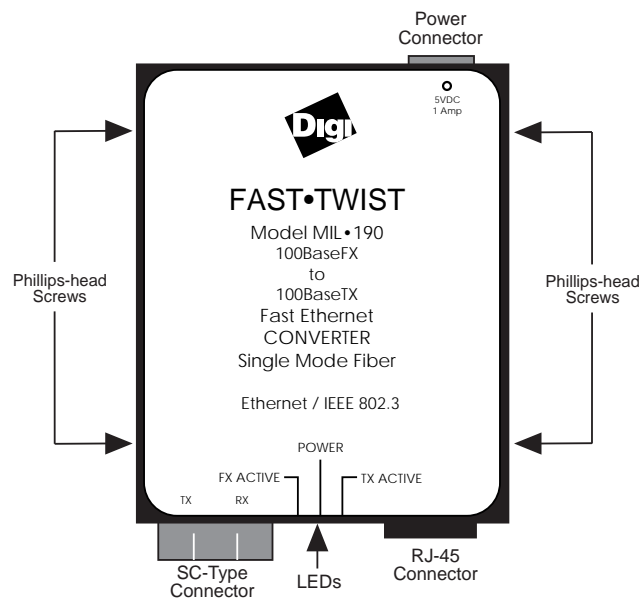 Power
Connector
5VDC
1 Amp
Digi
FAST•TWIST
Model MIL•190
100BaseFX
to
100BaseTX
Fast Ethernet
CONVERTER
Single Mode Fiber
Ethernet / IEEE 802.3
Phillips-head
Screws
Phillips-head
Screws
POWER
FX ACTIVE
TX ACTIVE
TX
RX
SC-Type
Connector
LEDs
RJ-45
Connector